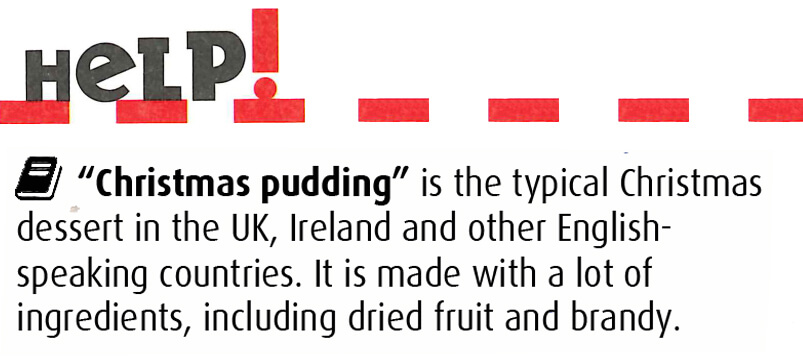 HeLP!
“Christmas pudding” is the typical Christmas
dessert in the UK, Ireland and other English-
speaking countries. It is made with a lot of
ingredients, including dried fruit and brandy.